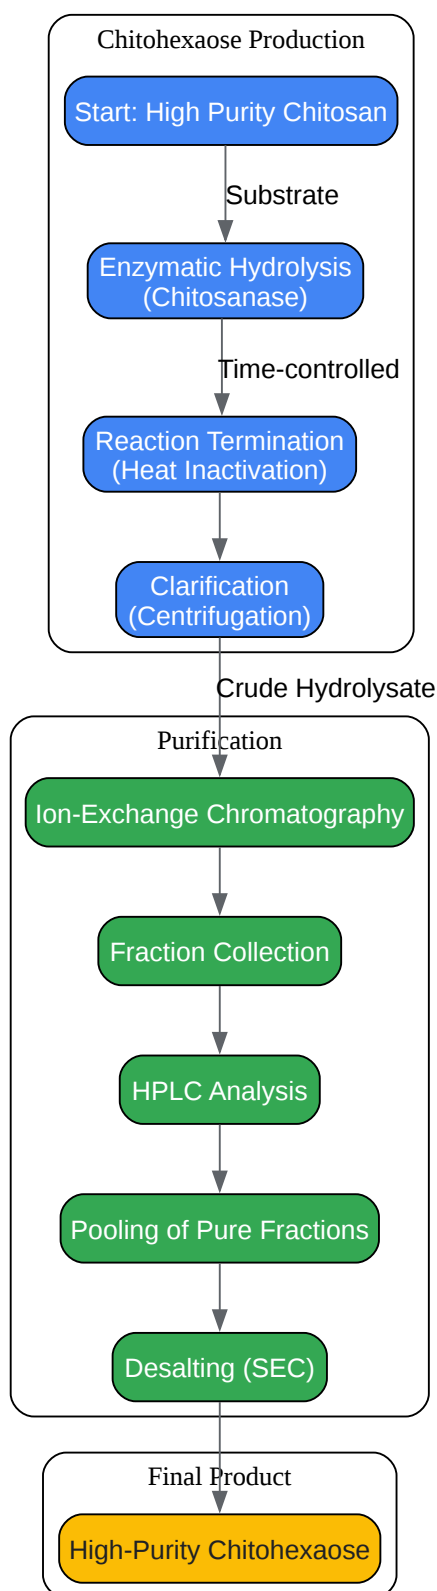 Chitohexaose Production
Start: High Purity Chitosan
Substrate
Enzymatic Hydrolysis
(Chitosanase)
Time-controlled
Reaction Termination
(Heat Inactivation)
Clarification
(Centrifugation)
Crude Hydrolysate
Purification
Ion-Exchange Chromatography
Fraction Collection
HPLC Analysis
Pooling of Pure Fractions
Desalting (SEC)
Final Product
High-Purity Chitohexaose